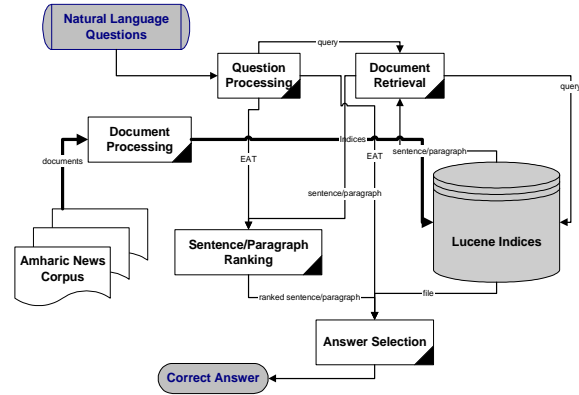 Natural Language
Questions
query
Question
Processing
Document
Retrieval
query
Document
Processing
documents
Indices
EAT
EAT
sentence/paragraph
sentence/paragraph
Amharic News
Corpus
Sentence/Paragraph
Ranking
Lucene Indices
ranked sentence/paragraph
file
Answer Selection
Correct Answer